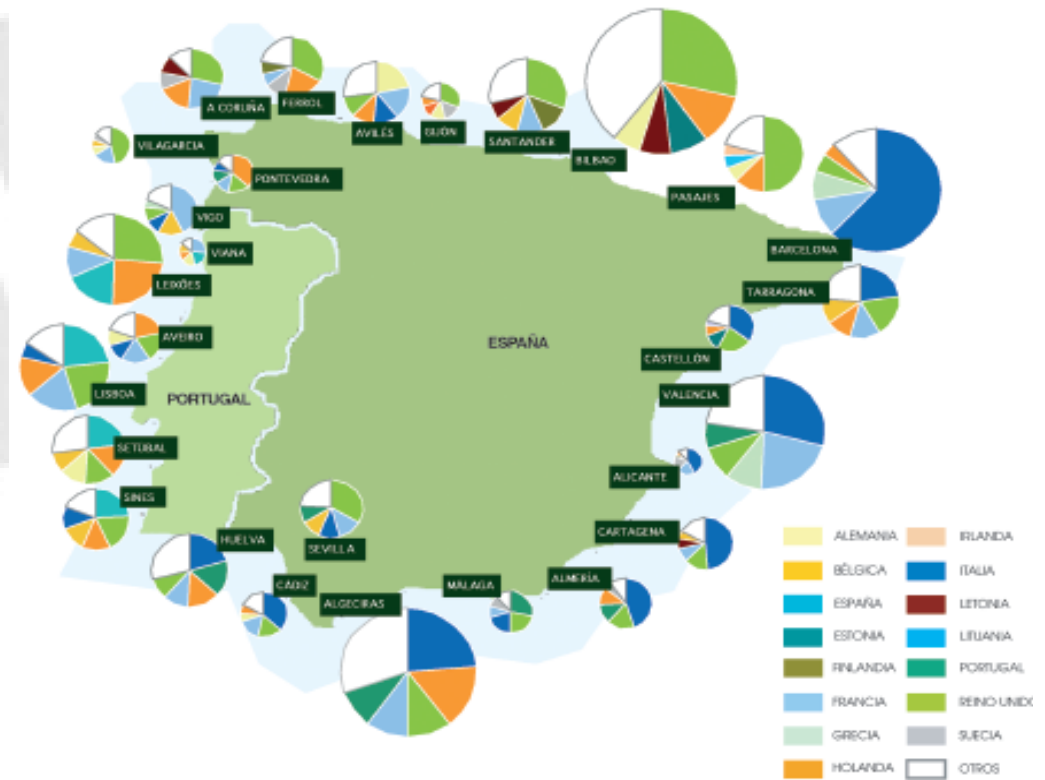 A CORUÑA
FERROL
AVILÉS
GIJÓN
SANTANDER
BILBAO
VILAGARCIA
PONTEVEDRA
PASAJES
VIGO
VIANA
BARCELONA
LEIXÕES
TARRAGONA
AVEIRO
ESPAÑA
CASTELLÓN
LISBOA
PORTUGAL
VALENCIA
SETÚBAL
ALICANTE
SINES
HUELVA
SEVILLA
CARTAGENA
CÁDIZ
ALGECIRAS
MÁLAGA
ALMERÍA
ALEMANIA
BÉLGICA
ESPAÑA
ESTONIA
FINLANDIA
FRANCIA
GRECIA
HOLANDA
IRLANDA
ITALIA
LETONIA
LITUANIA
PORTUGAL
REINO UNIDO
SUECIA
OTROS